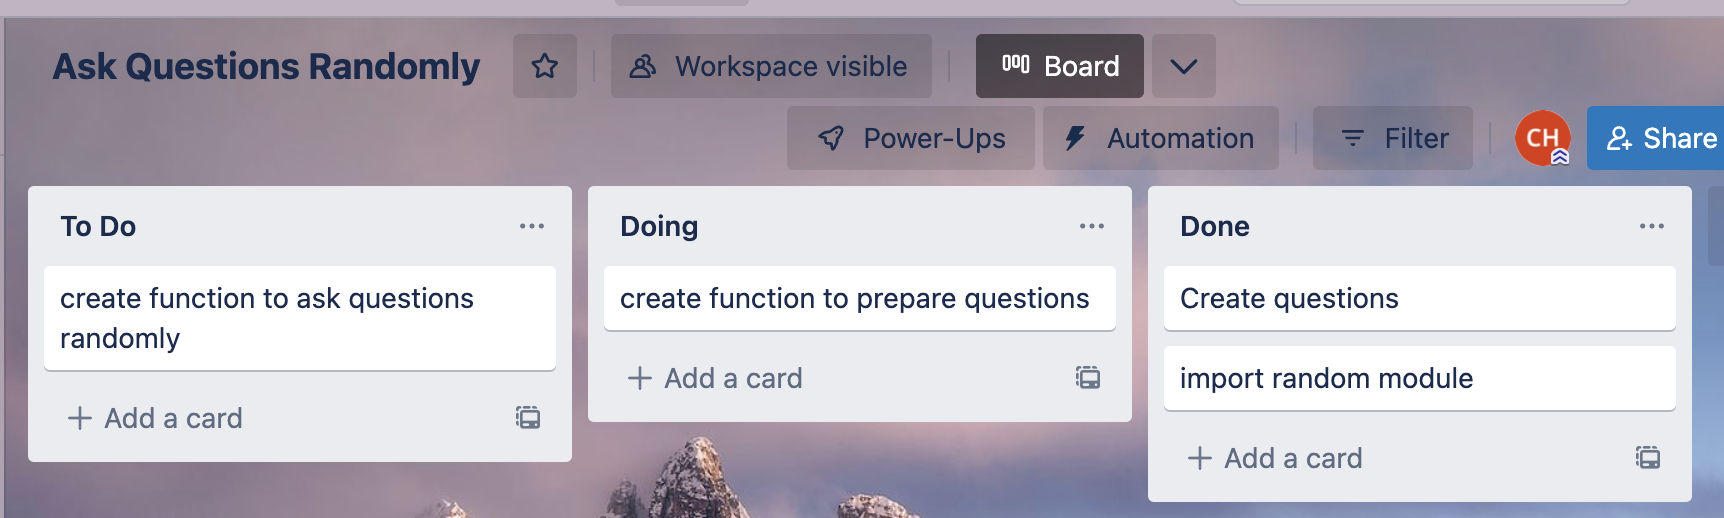 Ask Questions Randomly
Workspace visible
Board
Power-Ups
Automation
Filter
CH
Share
To Do
create function to ask questions
randomly
Add a card
Doing
create function to prepare questions
Add a card
Done
Create questions
import random module
Add a card